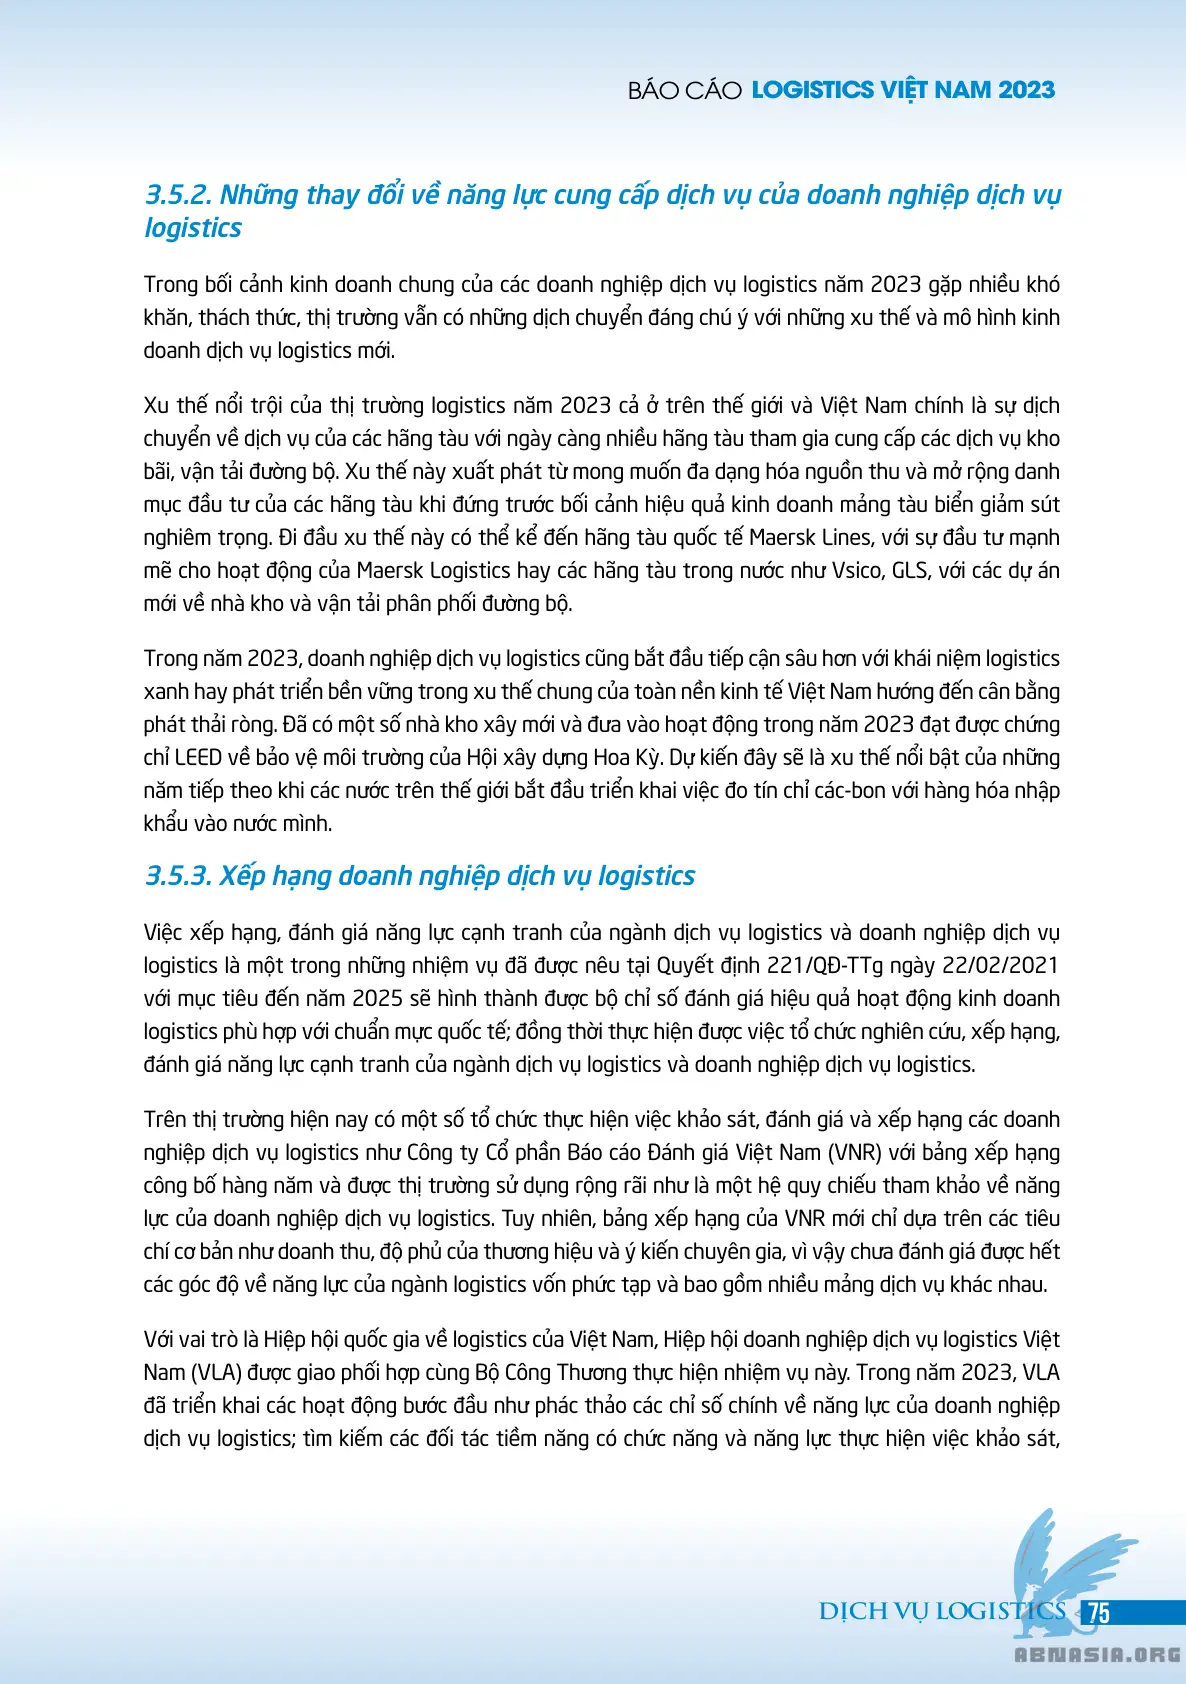 BÁO CÁO LOGISTICS VIỆT NAM 2023
3.5.2. Những thay đổi về năng lực cung cấp dịch vụ của doanh nghiệp dịch vụ
logistics
Trong bối cảnh kinh doanh chung của các doanh nghiệp dịch vụ logistics năm 2023 gặp nhiều khó
khăn, thách thức, thị trường vẫn có những dịch chuyển đáng chú ý với những xu thế và mô hình kinh
doanh dịch vụ logistics mới.
Xu thế nổi trội của thị trường logistics năm 2023 cả ở trên thế giới và Việt Nam chính là sự dịch
chuyển về dịch vụ của các hãng tàu với ngày càng nhiều hãng tàu tham gia cung cấp các dịch vụ kho
bãi, vận tải đường bộ. Xu thế này xuất phát từ mong muốn đa dạng hóa nguồn thu và mở rộng danh
mục đầu tư của các hãng tàu khi đứng trước bối cảnh hiệu quả kinh doanh mảng tàu biển giảm sút
nghiêm trọng. Đi đầu xu thế này có thể kể đến hãng tàu quốc tế Maersk Lines, với sự đầu tư mạnh
mẽ cho hoạt động của Maersk Logistics hay các hãng tàu trong nước như Vsico, GLS, với các dự án
mới về nhà kho và vận tải phân phối đường bộ.
Trong năm 2023, doanh nghiệp dịch vụ logistics cũng bắt đầu tiếp cận sâu hơn với khái niệm logistics
xanh hay phát triển bền vững trong xu thế chung của toàn nền kinh tế Việt Nam hướng đến cân bằng
phát thải ròng. Đã có một số nhà kho xây mới và đưa vào hoạt động trong năm 2023 đạt được chứng
chỉ LEED về bảo vệ môi trường của Hội xây dựng Hoa Kỳ. Dự kiến đây sẽ là xu thế nổi bật của những
năm tiếp theo khi các nước trên thế giới bắt đầu triển khai việc đo tín chỉ các-bon với hàng hóa nhập
khẩu vào nước mình.
3.5.3. Xếp hạng doanh nghiệp dịch vụ logistics
Việc xếp hạng, đánh giá năng lực cạnh tranh của ngành dịch vụ logistics và doanh nghiệp dịch vụ
logistics là một trong những nhiệm vụ đã được nêu tại Quyết định 221/QĐ-TTg ngày 22/02/2021
với mục tiêu đến năm 2025 sẽ hình thành được bộ chỉ số đánh giá hiệu quả hoạt động kinh doanh
logistics phù hợp với chuẩn mực quốc tế; đồng thời thực hiện được việc tổ chức nghiên cứu, xếp hạng,
đánh giá năng lực cạnh tranh của ngành dịch vụ logistics và doanh nghiệp dịch vụ logistics.
Trên thị trường hiện nay có một số tổ chức thực hiện việc khảo sát, đánh giá và xếp hạng các doanh
nghiệp dịch vụ logistics như Công ty Cổ phần Báo cáo Đánh giá Việt Nam (VNR) với bảng xếp hạng
công bố hàng năm và được thị trường sử dụng rộng rãi như là một hệ quy chiếu tham khảo về năng
lực của doanh nghiệp dịch vụ logistics. Tuy nhiên, bảng xếp hạng của VNR mới chỉ dựa trên các tiêu
chí cơ bản như doanh thu, độ phủ của thương hiệu và ý kiến chuyên gia, vì vậy chưa đánh giá được hết
các góc độ về năng lực của ngành logistics vốn phức tạp và bao gồm nhiều mảng dịch vụ khác nhau.
Với vai trò là Hiệp hội quốc gia về logistics của Việt Nam, Hiệp hội doanh nghiệp dịch vụ logistics Việt
Nam (VLA) được giao phối hợp cùng Bộ Công Thương thực hiện nhiệm vụ này. Trong năm 2023, VLA
đã triển khai các hoạt động bước đầu như phác thảo các chỉ số chính về năng lực của doanh nghiệp
dịch vụ logistics; tìm kiếm các đối tác tiềm năng có chức năng và năng lực thực hiện việc khảo sát,
DỊCH VỤ LOGISTICS 75
ABNASIA.ORG